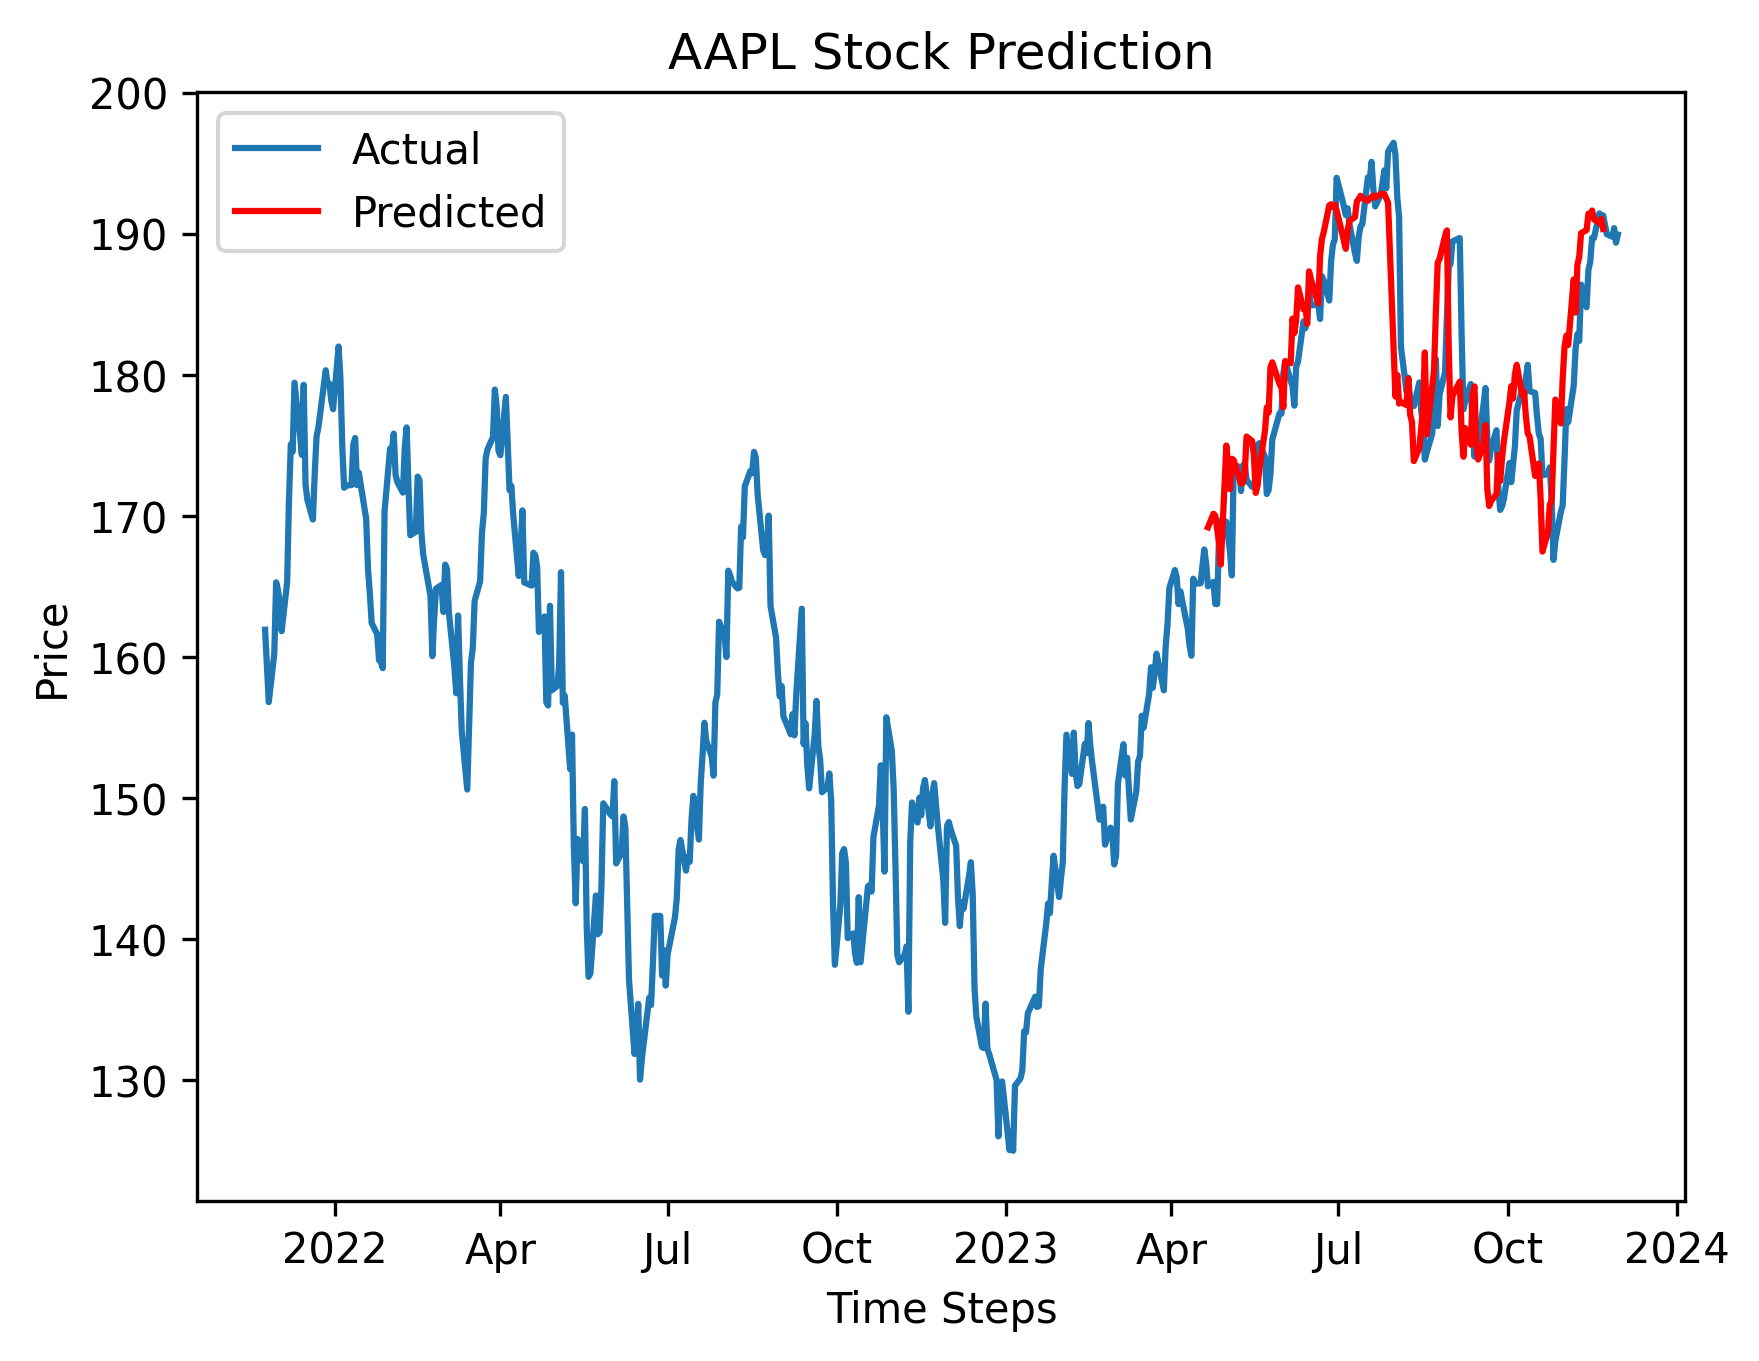 AAPL Stock Prediction
200
190
180
170
160
150
140
130
Price
Actual
Predicted
2022 Apr Jul Oct 2023 Apr Jul Oct 2024
Time Steps